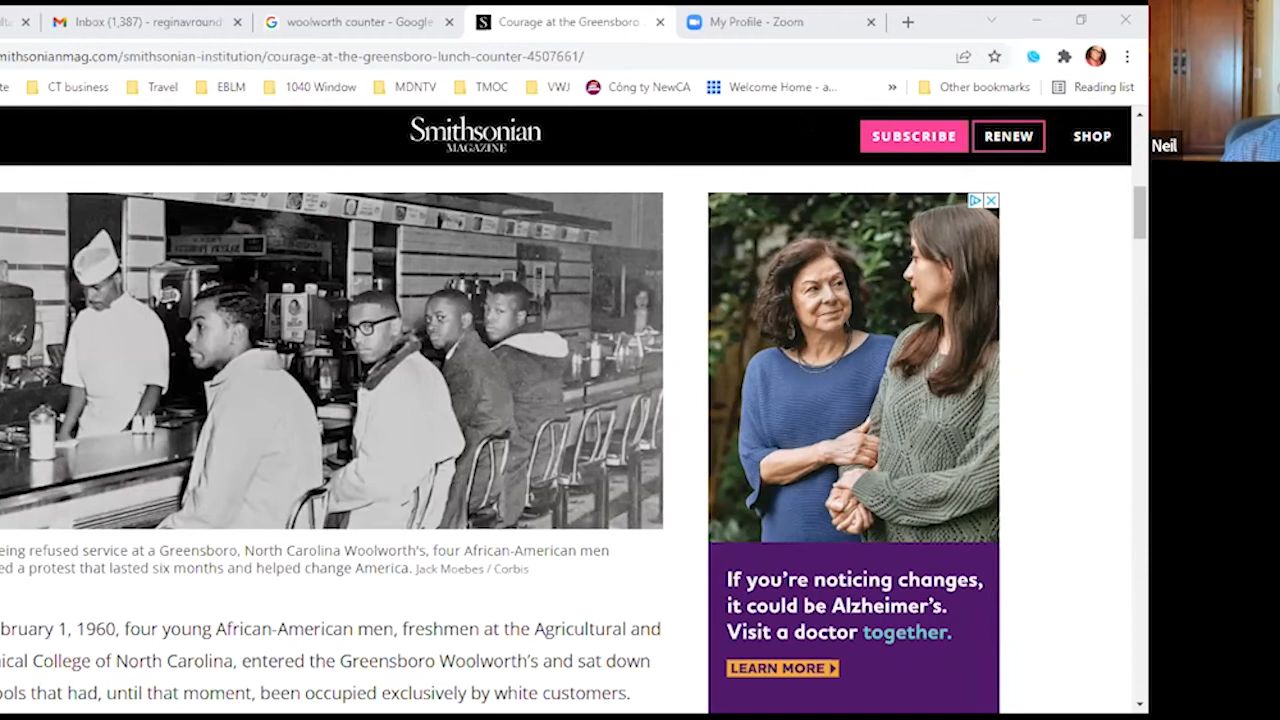 Inbox (1,387) - reginavround
woolworth counter - Google
Courage at the Greensboro
My Profile - Zoom
mithsonianmag.com/smithsonian-institution/courage-at-the-greensboro-lunch-counter-4507661/
CT business
Travel
EBLM
1040 Window
MDNTV
TMOC
VWJ
Công ty NewCA
Welcome Home - a...
»
Other bookmarks
Reading list
Smithsonian
MAGAZINE
SUBSCRIBE
RENEW
SHOP
Neil
eing refused service at a Greensboro, North Carolina Woolworth's, four African-American men
ed a protest that lasted six months and helped change America. Jack Moebes / Corbis
bruary 1, 1960, four young African-American men, freshmen at the Agricultural and
ical College of North Carolina, entered the Greensboro Woolworth's and sat down
ools that had, until that moment, been occupied exclusively by white customers.
If you're noticing changes,
it could be Alzheimer's.
Visit a doctor together.
LEARN MORE